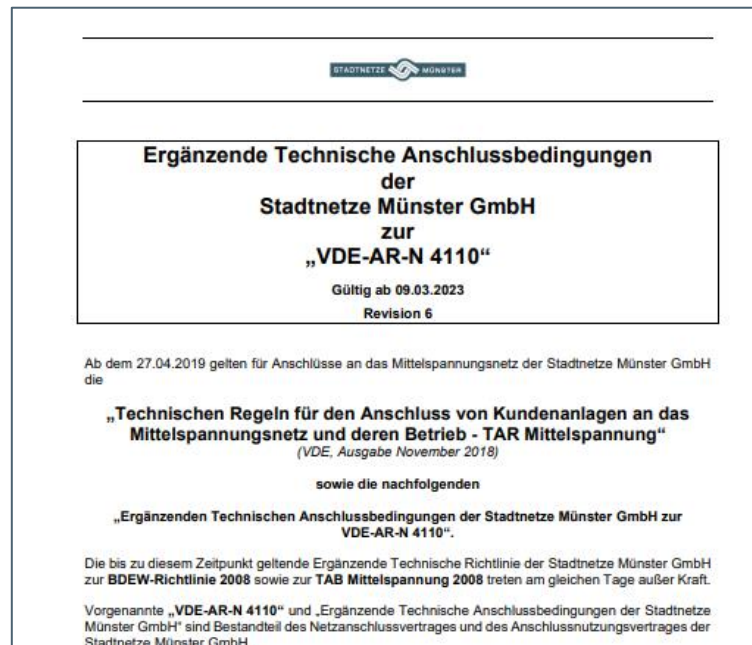 STADTNETZE MÜNSTER
Ergänzende Technische Anschlussbedingungen
der
Stadtnetze Münster GmbH
zur
„VDE-AR-N 4110“
Gültig ab 09.03.2023
Revision 6
Ab dem 27.04.2019 gelten für Anschlüsse an das Mittelspannungsnetz der Stadtnetze Münster GmbH
die
„Technischen Regeln für den Anschluss von Kundenanlagen an das
Mittelspannungsnetz und deren Betrieb - TAR Mittelspannung“
(VDE, Ausgabe November 2018)
sowie die nachfolgenden
„Ergänzenden Technischen Anschlussbedingungen der Stadtnetze Münster GmbH zur
VDE-AR-N 4110“.
Die bis zu diesem Zeitpunkt geltende Ergänzende Technische Richtlinie der Stadtnetze Münster GmbH
zur BDEW-Richtlinie 2008 sowie zur TAB Mittelspannung 2008 treten am gleichen Tage außer Kraft.
Vorgenannte „VDE-AR-N 4110“ und „Ergänzende Technische Anschlussbedingungen der Stadtnetze
Münster GmbH“ sind Bestandteil des Netzanschlussvertrages und des Anschlussnutzungsvertrages der
Stadtnetze Münster GmbH